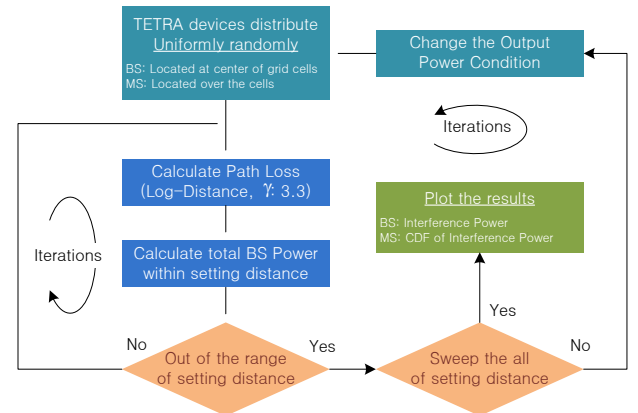 TETRA devices distribute
Uniformly randomly
BS: Located at center of grid cells
MS: Located over the cells
Change the Output
Power Condition
Iterations
Calculate Path Loss
(Log-Distance, γ: 3.3)
Plot the results
BS: Interference Power
MS: CDF of Interference Power
Iterations
Calculate total BS Power
within setting distance
Yes
No
Out of the range
of setting distance
Yes
Sweep the all
of setting distance
No